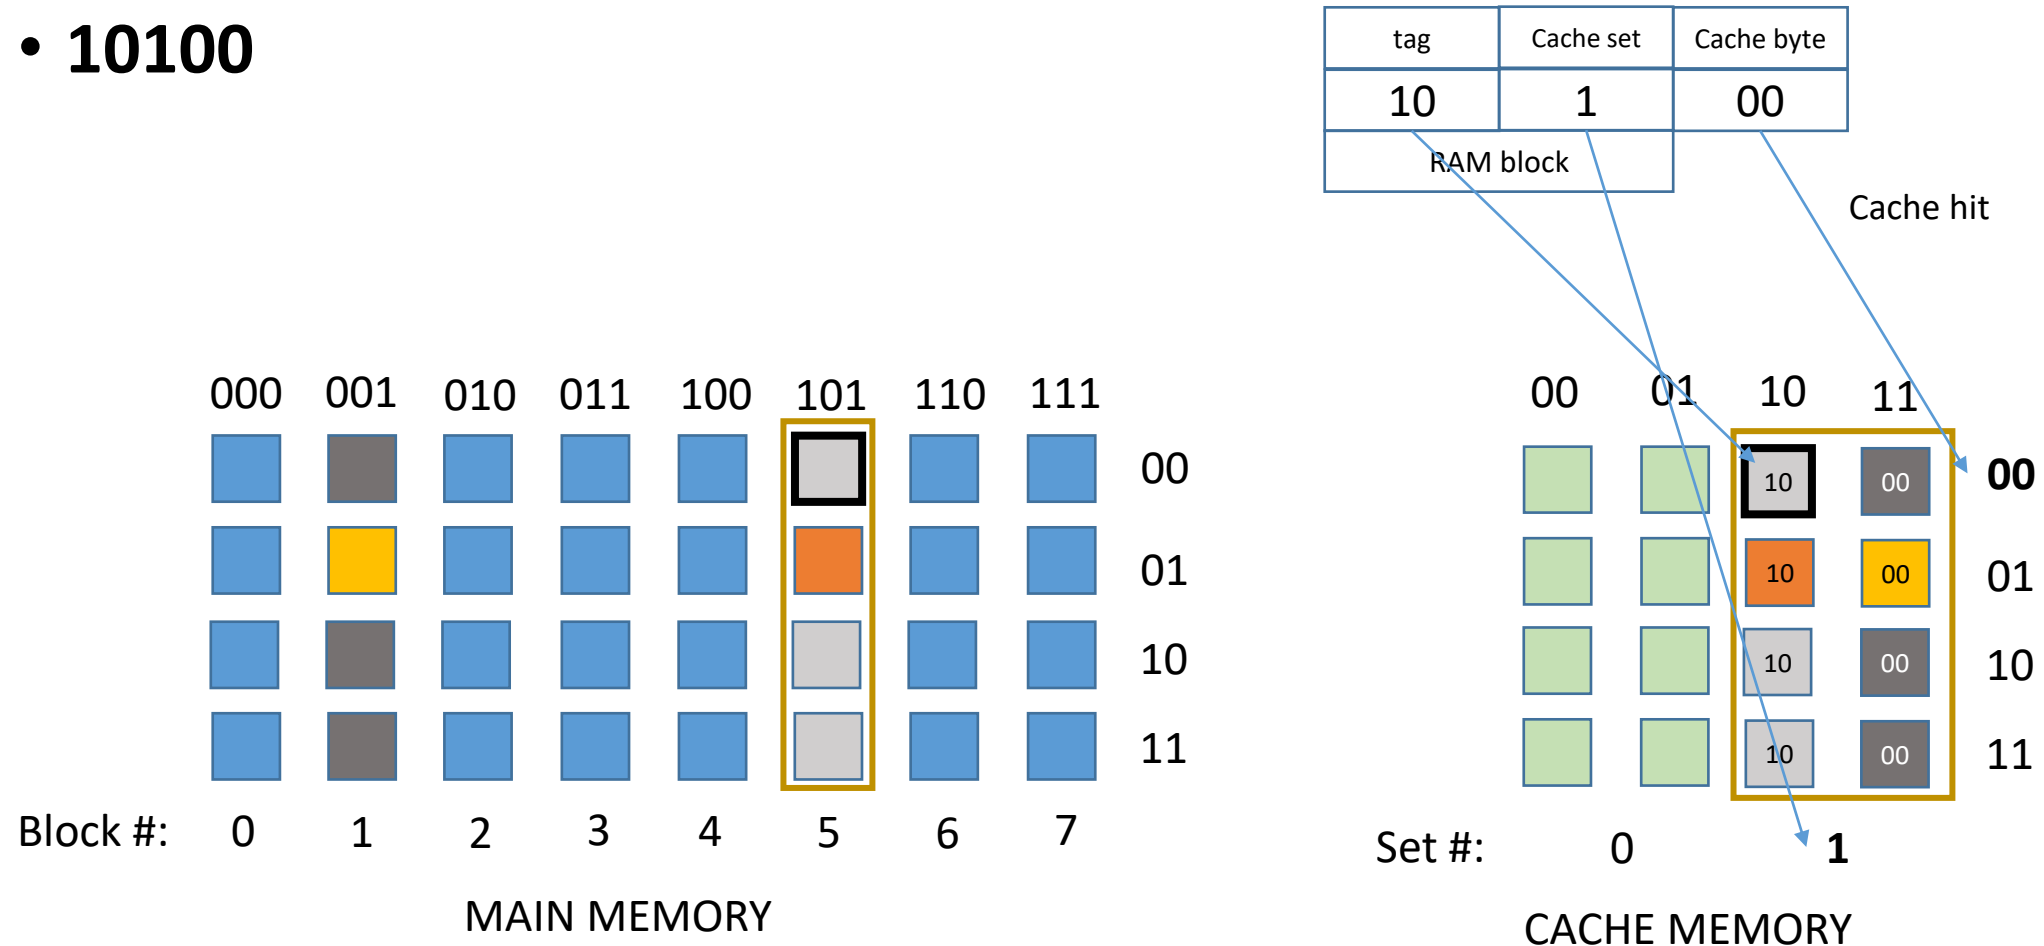 • 10100
tag Cache set Cache byte
10 1 00
RAM block
Cache hit
000 001 010 011 100 101 110 111
00
01
10
11
Block #: 0 1 2 3 4 5 6 7
MAIN MEMORY
00 01 10 11
10 00 00
10 00 01
10 00 10
10 00 11
Set #: 0 1
CACHE MEMORY